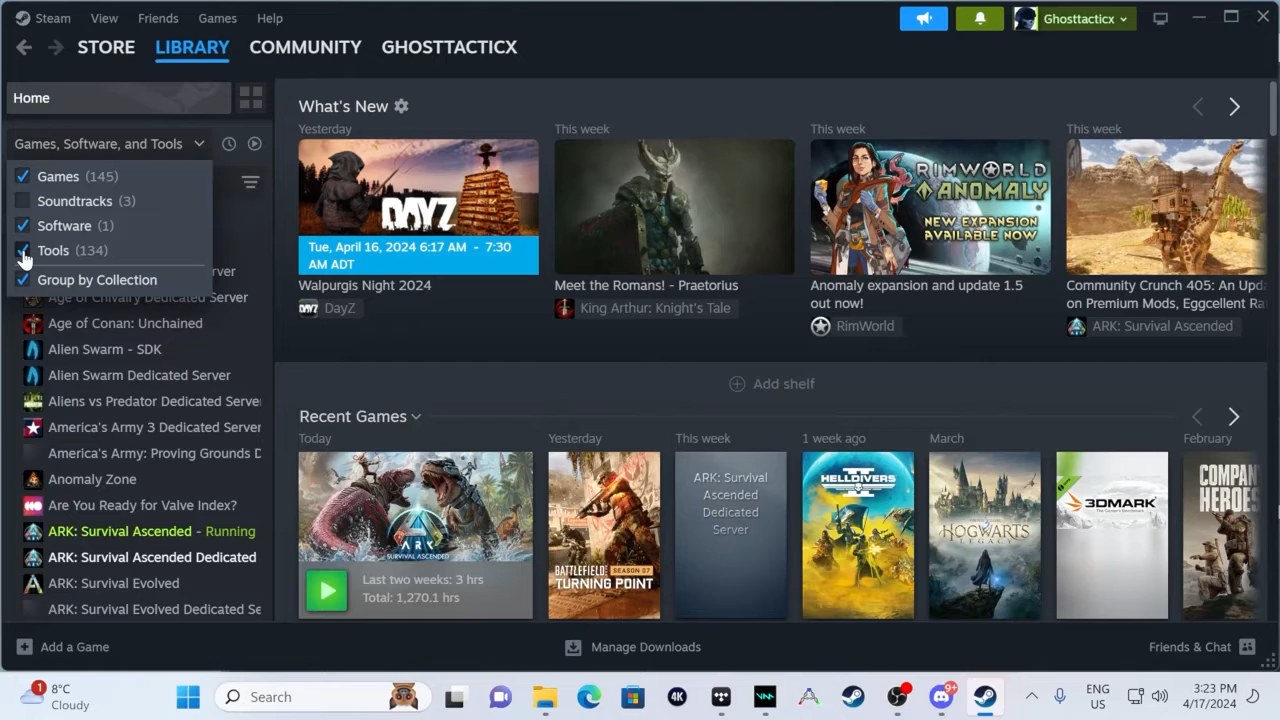 Steam View Friends Games Help
Ghosttacticx
STORE LIBRARY COMMUNITY GHOSTTACTICX
Home
Games, Software, and Tools
Games (145)
Soundtracks (3)
Software (1)
Tools (134)
Group by Collection
Age of Chivalry Dedicated Server
Age of Conan: Unchained
Alien Swarm - SDK
Alien Swarm Dedicated Server
Aliens vs Predator Dedicated Serve
America's Army 3 Dedicated Server
America's Army: Proving Grounds D
Anomaly Zone
Are You Ready for Valve Index?
ARK: Survival Ascended - Running
ARK: Survival Ascended Dedicated
ARK: Survival Evolved
ARK: Survival Evolved Dedicated Se
What's New
Yesterday
DAYZ
Tue, April 16, 2024 6:17 AM - 7:30
AM ADT
Walpurgis Night 2024
DayZ
This week
Meet the Romans! - Praetorius
King Arthur: Knight's Tale
This week
RIMWORLD
ANOMALY
NEW EXPANSION
AVAILABLE NOW
Anomaly expansion and update 1.5
out now!
RimWorld
This week
Community Crunch 405: An Upda
on Premium Mods, Eggcellent Ra
ARK: Survival Ascended
Add shelf
Recent Games
Today
ARK
SURVIVAL ASCENDED
Last two weeks: 3 hrs
Total: 1,270.1 hrs
Yesterday
BATTLEFIELD: SEASON 07
TURNING POINT
This week
ARK: Survival
Ascended
Dedicated
Server
1 week ago
HELLDIVERS
II
March
HOGWARTS
LEGACY
3DMARK
February
COMPAN
HEROES
Add a Game
Manage Downloads
Friends & Chat
1
8°C
Cloudy
Search
4K
9+
ENG
US
3:23 PM
4/17/2024